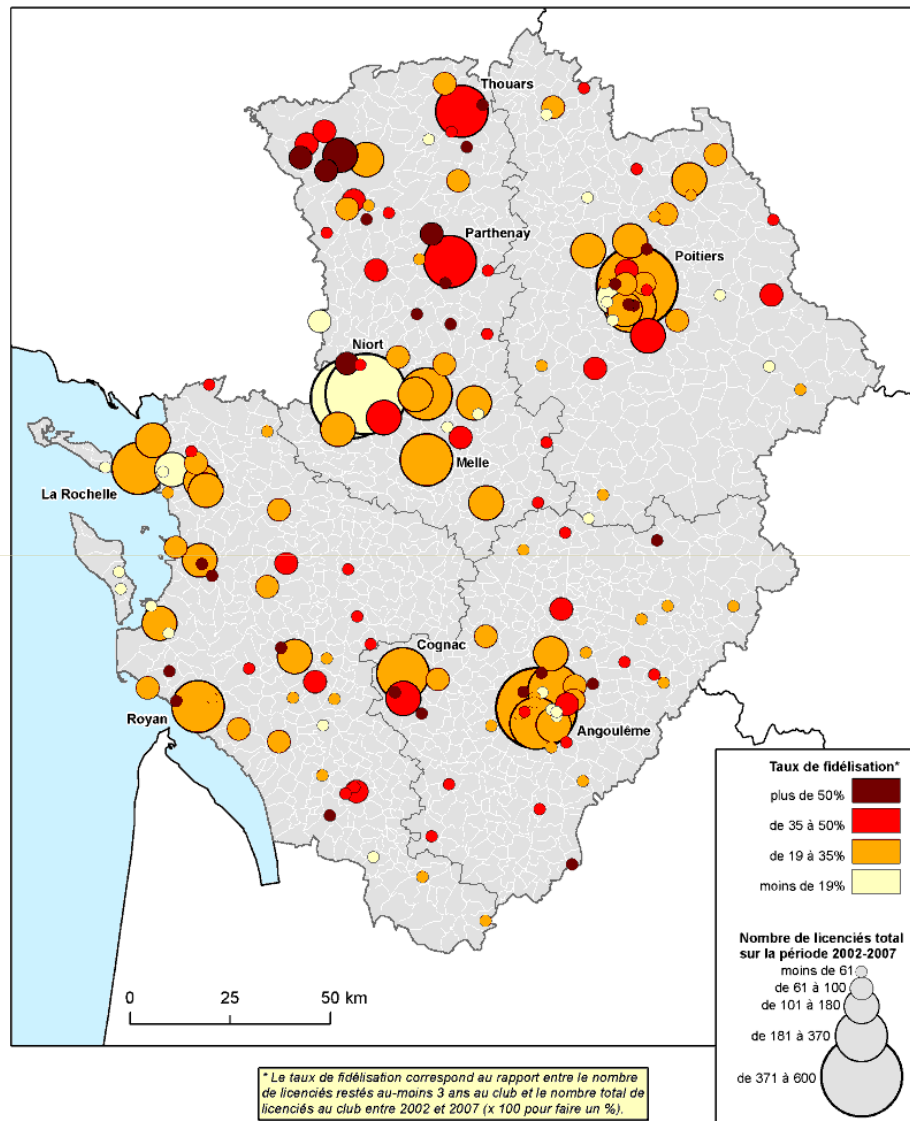 Thouars
Parthenay
Poitiers
Niort
Melle
La Rochelle
Cognac
Royan
Angoulême
Taux de fidélisation*
plus de 50%
de 35 à 50%
de 19 à 35%
moins de 19%
Nombre de licenciés total
sur la période 2002-2007
moins de 61
de 61 à 100
de 101 à 180
de 181 à 370
de 371 à 600
0 25 50 km
* Le taux de fidélisation correspond au rapport entre le nombre
de licenciés restés au-moins 3 ans au club et le nombre total de
licenciés au club entre 2002 et 2007 (x 100 pour faire un %).